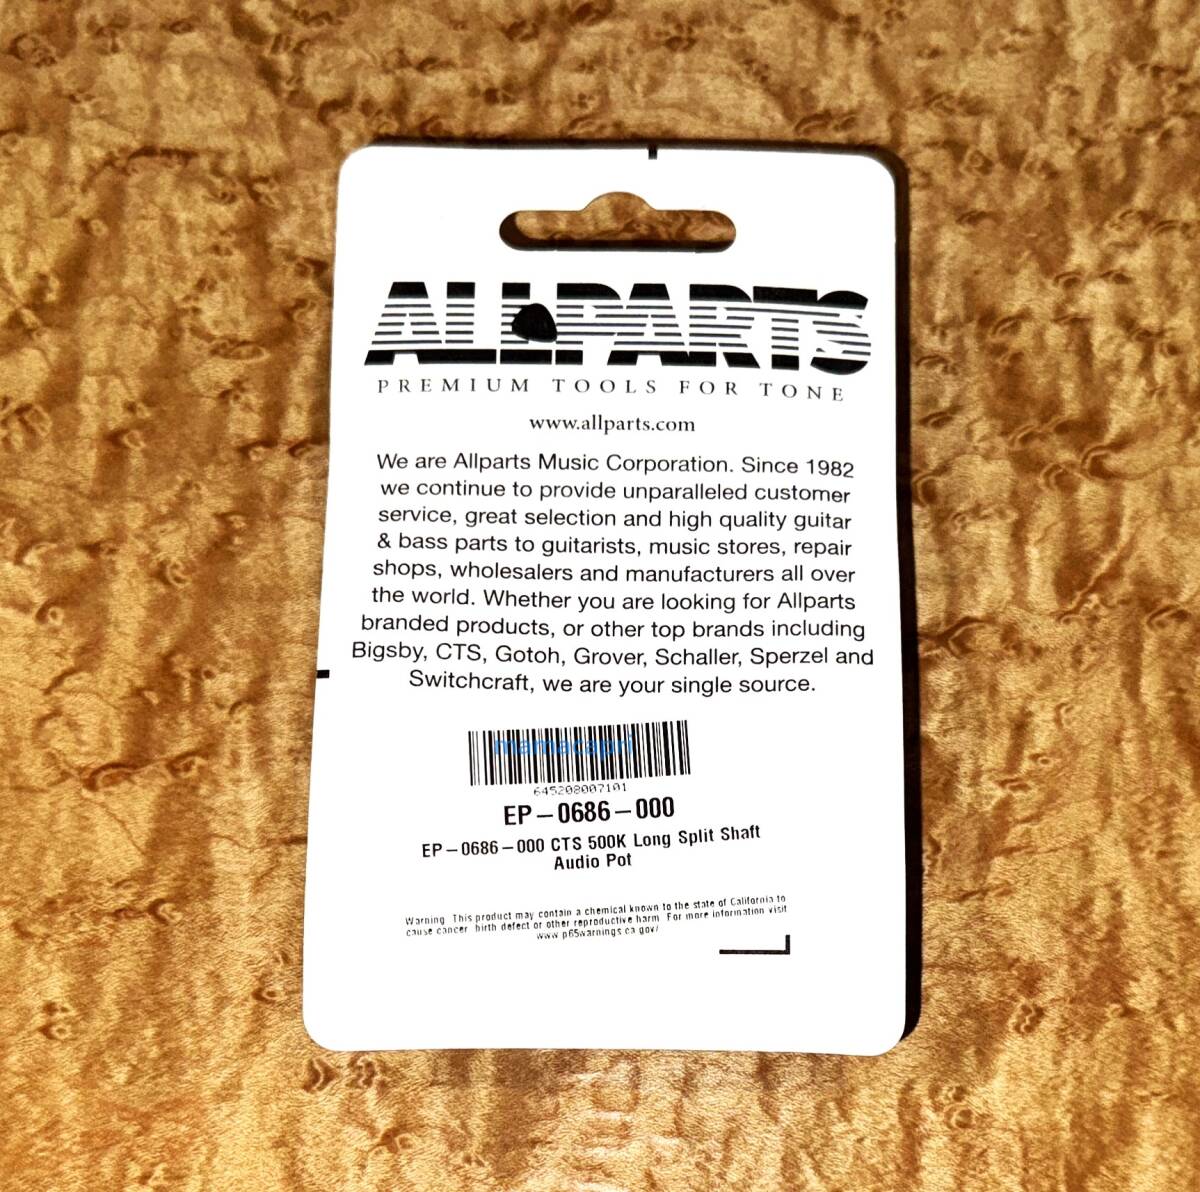 ALLPARTS
PREMIUM TOOLS FOR TONE
www.allparts.com
We are Allparts Music Corporation. Since 1982
we continue to provide unparalleled customer
service, great selection and high quality guitar
& bass parts to guitarists, music stores, repair
shops, wholesalers and manufacturers all over
the world. Whether you are looking for Allparts
branded products, or other top brands including
Bigsby, CTS, Gotoh, Grover, Schaller, Sperzel and
Switchcraft, we are your single source.
mamacapri
645208007101
EP-0686-000
EP-0686-000 CTS 500K Long Split Shaft
Audio Pot
Warning This product may contain a chemical known to the state of California to
cause cancer birth defect or other reproductive harm For more information visit
www p65warnings.ca gov/